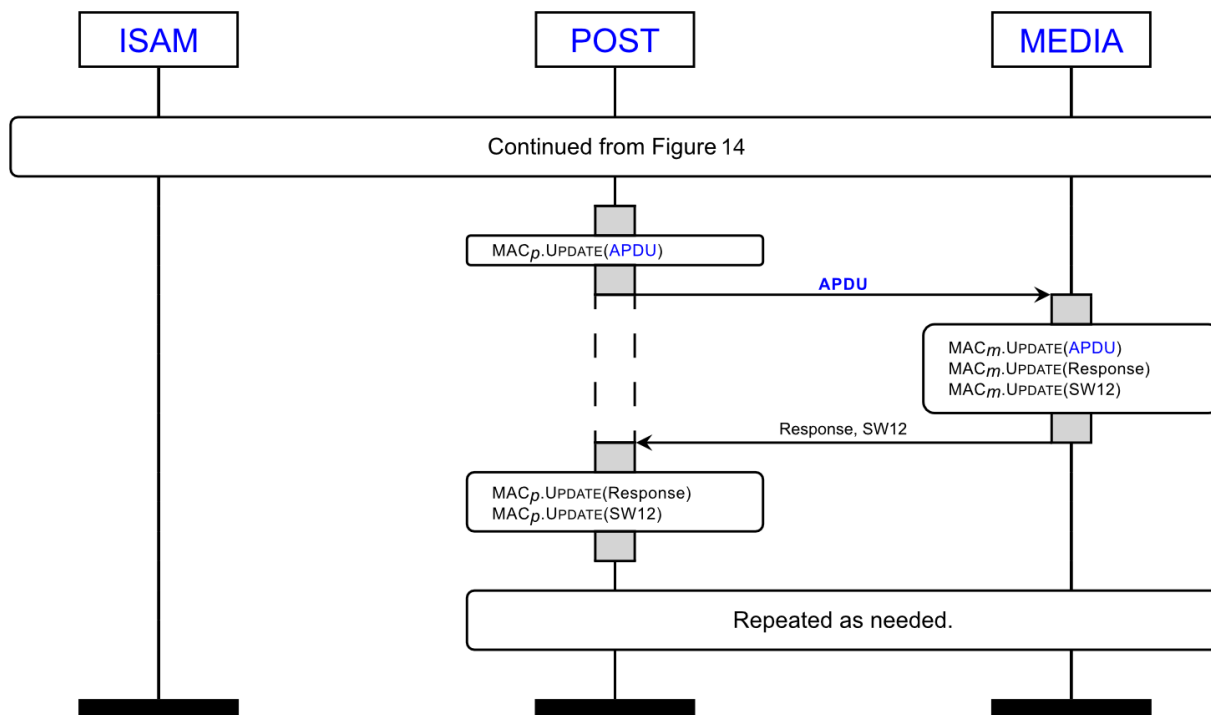 ISAM
POST
MEDIA
Continued from Figure 14
MACp.UPDATE(APDU)
APDU
MACm.UPDATE(APDU)
MACm.UPDATE(Response)
MACm.UPDATE(SW12)
Response, SW12
MACp.UPDATE(Response)
MACp.UPDATE(SW12)
Repeated as needed.